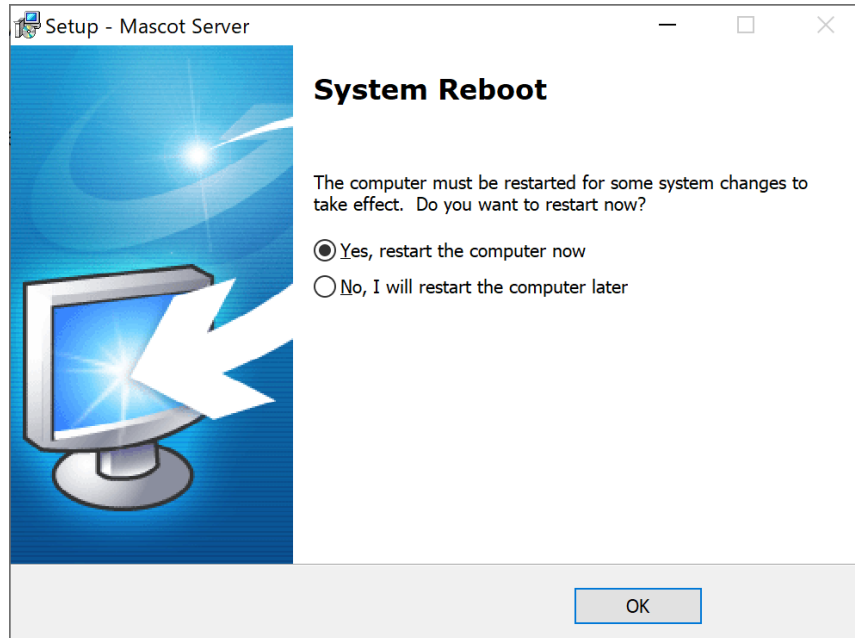 Setup - Mascot Server
System Reboot
The computer must be restarted for some system changes to
take effect. Do you want to restart now?
Yes, restart the computer now
No, I will restart the computer later
OK